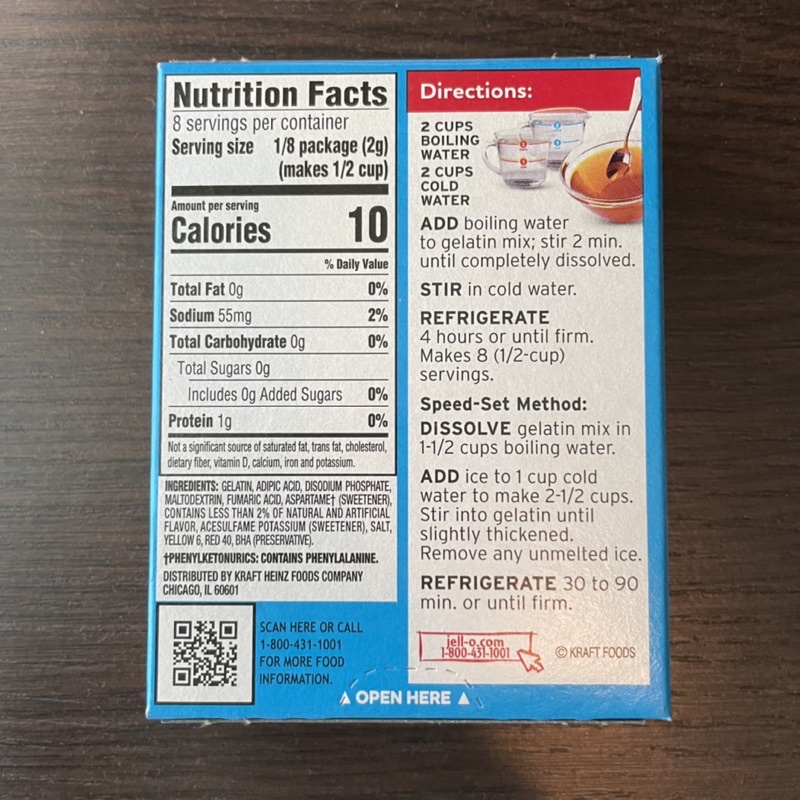 Nutrition Facts
8 servings per container
Serving size 1/8 package (2g)
(makes 1/2 cup)
Amount per serving
Calories 10
% Daily Value
Total Fat 0g 0%
Sodium 55mg 2%
Total Carbohydrate 0g 0%
Total Sugars 0g
Includes 0g Added Sugars 0%
Protein 1g 0%
Not a significant source of saturated fat, trans fat, cholesterol,
dietary fiber, vitamin D, calcium, iron and potassium.
INGREDIENTS: GELATIN, ADIPIC ACID, DISODIUM PHOSPHATE,
MALTODEXTRIN, FUMARIC ACID, ASPARTAME† (SWEETENER),
CONTAINS LESS THAN 2% OF NATURAL AND ARTIFICIAL
FLAVOR, ACESULFAME POTASSIUM (SWEETENER), SALT,
YELLOW 6, RED 40, BHA (PRESERVATIVE).
†PHENYLKETONURICS: CONTAINS PHENYLALANINE.
DISTRIBUTED BY KRAFT HEINZ FOODS COMPANY
CHICAGO, IL 60601
SCAN HERE OR CALL
1-800-431-1001
FOR MORE FOOD
INFORMATION.
OPEN HERE
Directions:
2 CUPS
BOILING
WATER
2 CUPS
COLD
WATER
ADD boiling water
to gelatin mix; stir 2 min.
until completely dissolved.
STIR in cold water.
REFRIGERATE
4 hours or until firm.
Makes 8 (1/2-cup)
servings.
Speed-Set Method:
DISSOLVE gelatin mix in
1-1/2 cups boiling water.
ADD ice to 1 cup cold
water to make 2-1/2 cups.
Stir into gelatin until
slightly thickened.
Remove any unmelted ice.
REFRIGERATE 30 to 90
min. or until firm.
jell-o.com
1-800-431-1001
© KRAFT FOODS